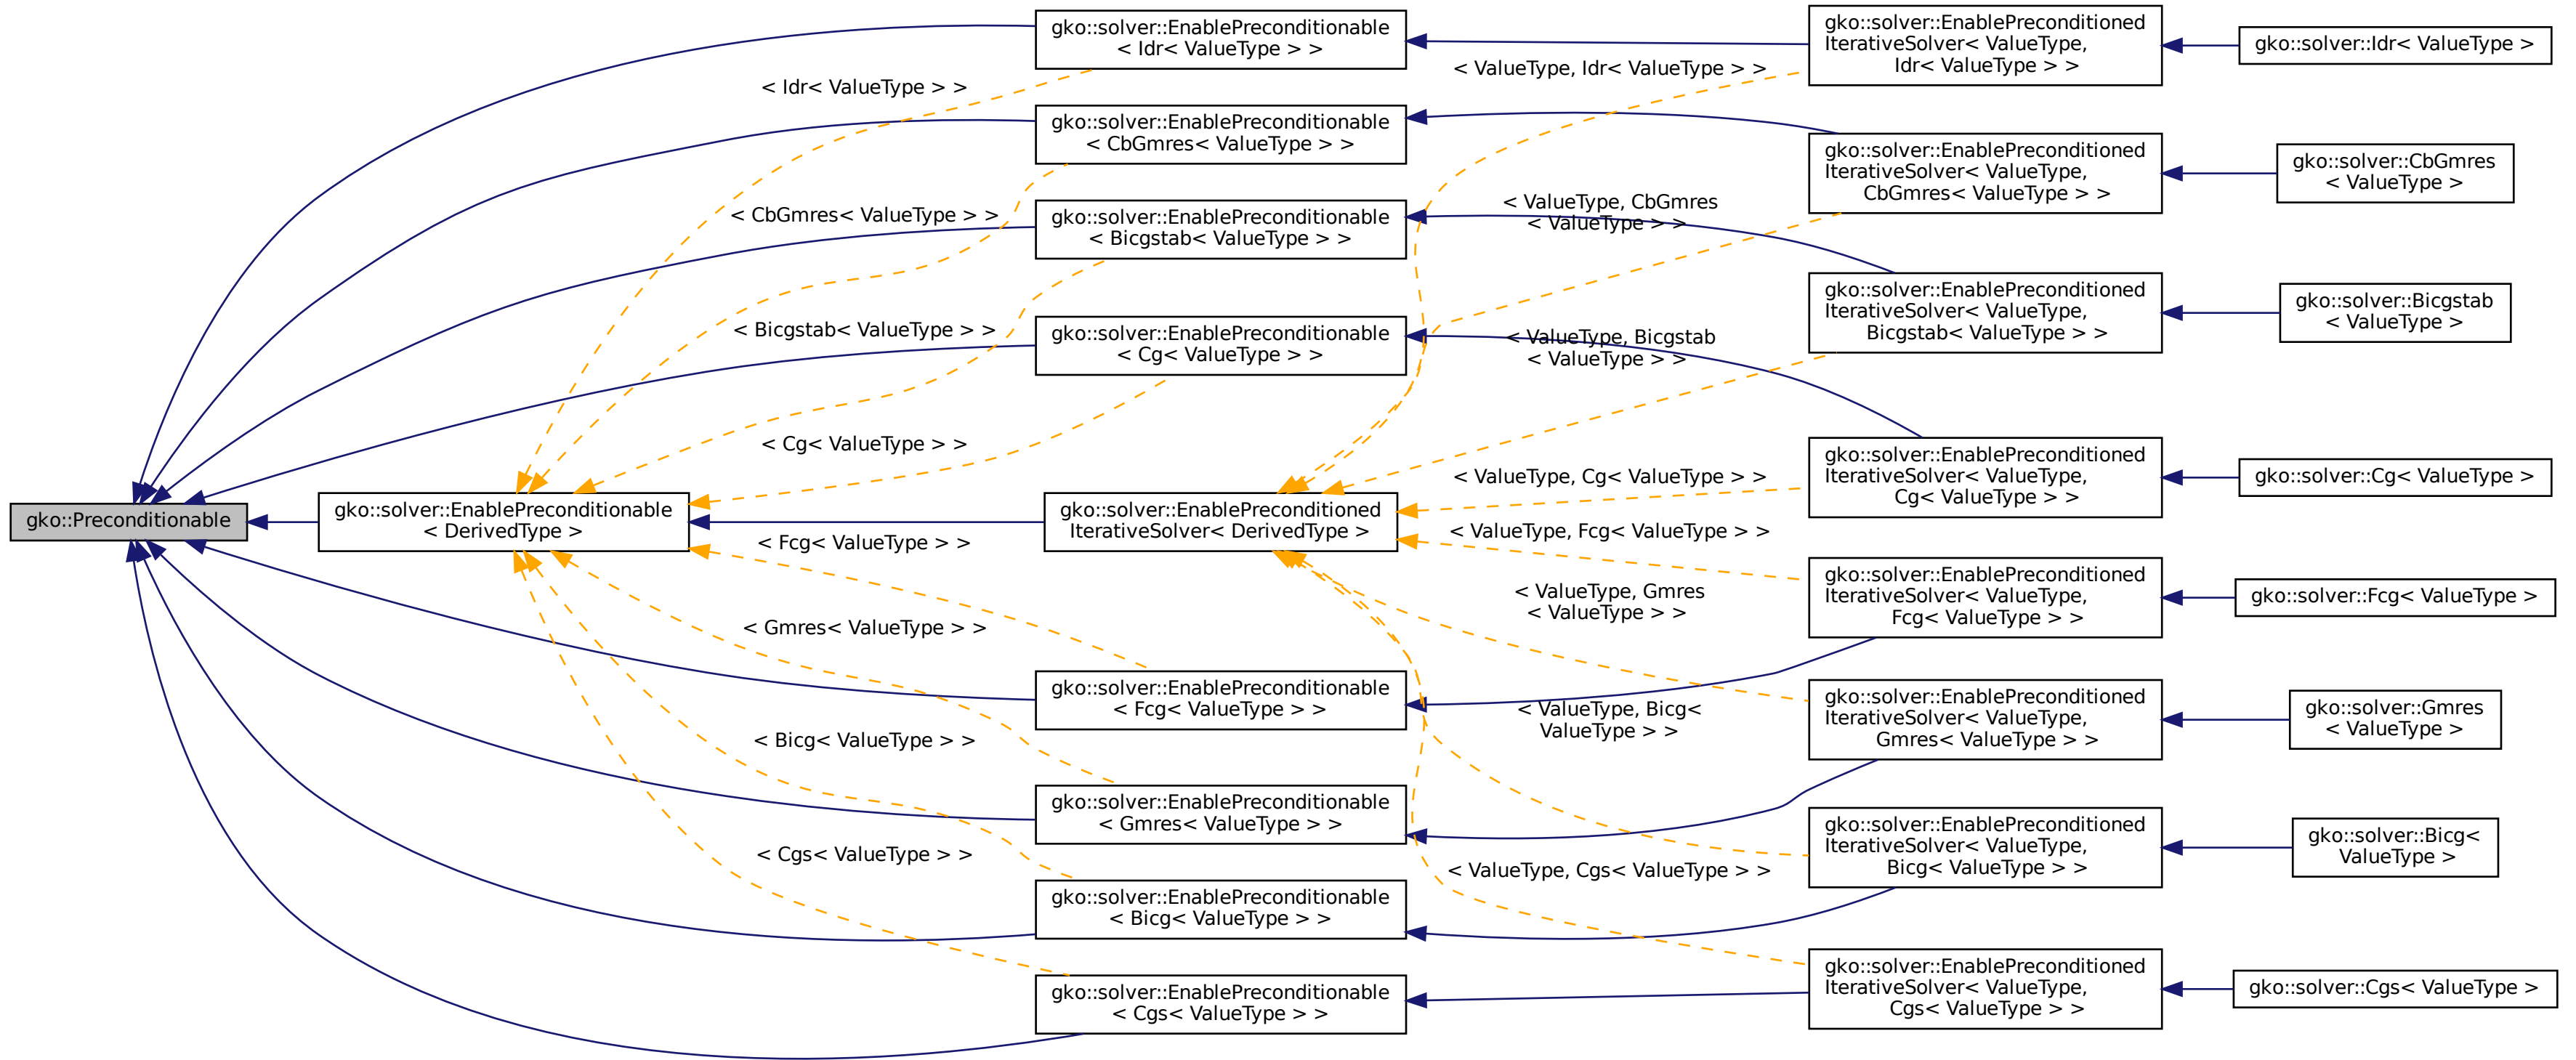 gko::Preconditionable
gko::solver::EnablePreconditionable
< DerivedType >
< Idr< ValueType > >
< CbGmres< ValueType > >
< Bicgstab< ValueType > >
< Cg< ValueType > >
< Fcg< ValueType > >
< Gmres< ValueType > >
< Bicg< ValueType > >
< Cgs< ValueType > >
gko::solver::EnablePreconditionable
< Idr< ValueType > >
gko::solver::EnablePreconditionable
< CbGmres< ValueType > >
gko::solver::EnablePreconditionable
< Bicgstab< ValueType > >
gko::solver::EnablePreconditionable
< Cg< ValueType > >
gko::solver::EnablePreconditioned
IterativeSolver< DerivedType >
gko::solver::EnablePreconditionable
< Fcg< ValueType > >
gko::solver::EnablePreconditionable
< Gmres< ValueType > >
gko::solver::EnablePreconditionable
< Bicg< ValueType > >
gko::solver::EnablePreconditionable
< Cgs< ValueType > >
< ValueType, Idr< ValueType > >
< ValueType, CbGmres
< ValueType > >
< ValueType, Bicgstab
< ValueType > >
< ValueType, Cg< ValueType > >
< ValueType, Fcg< ValueType > >
< ValueType, Gmres
< ValueType > >
< ValueType, Bicg<
ValueType > >
< ValueType, Cgs< ValueType > >
gko::solver::EnablePreconditioned
IterativeSolver< ValueType,
Idr< ValueType > >
gko::solver::EnablePreconditioned
IterativeSolver< ValueType,
CbGmres< ValueType > >
gko::solver::EnablePreconditioned
IterativeSolver< ValueType,
Bicgstab< ValueType > >
gko::solver::EnablePreconditioned
IterativeSolver< ValueType,
Cg< ValueType > >
gko::solver::EnablePreconditioned
IterativeSolver< ValueType,
Fcg< ValueType > >
gko::solver::EnablePreconditioned
IterativeSolver< ValueType,
Gmres< ValueType > >
gko::solver::EnablePreconditioned
IterativeSolver< ValueType,
Bicg< ValueType > >
gko::solver::EnablePreconditioned
IterativeSolver< ValueType,
Cgs< ValueType > >
gko::solver::Idr< ValueType >
gko::solver::CbGmres
< ValueType >
gko::solver::Bicgstab
< ValueType >
gko::solver::Cg< ValueType >
gko::solver::Fcg< ValueType >
gko::solver::Gmres
< ValueType >
gko::solver::Bicg<
ValueType >
gko::solver::Cgs< ValueType >